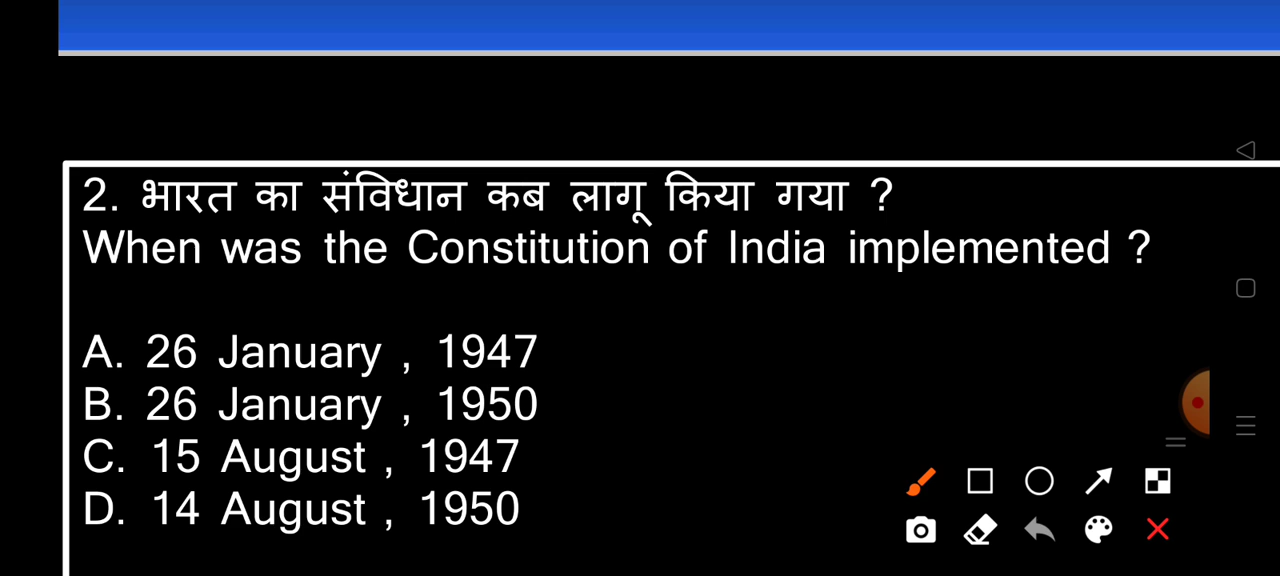 2. भारत का संविधान कब लागू किया गया ?
When was the Constitution of India implemented ?
A. 26 January , 1947
B. 26 January , 1950
C. 15 August , 1947
D. 14 August , 1950